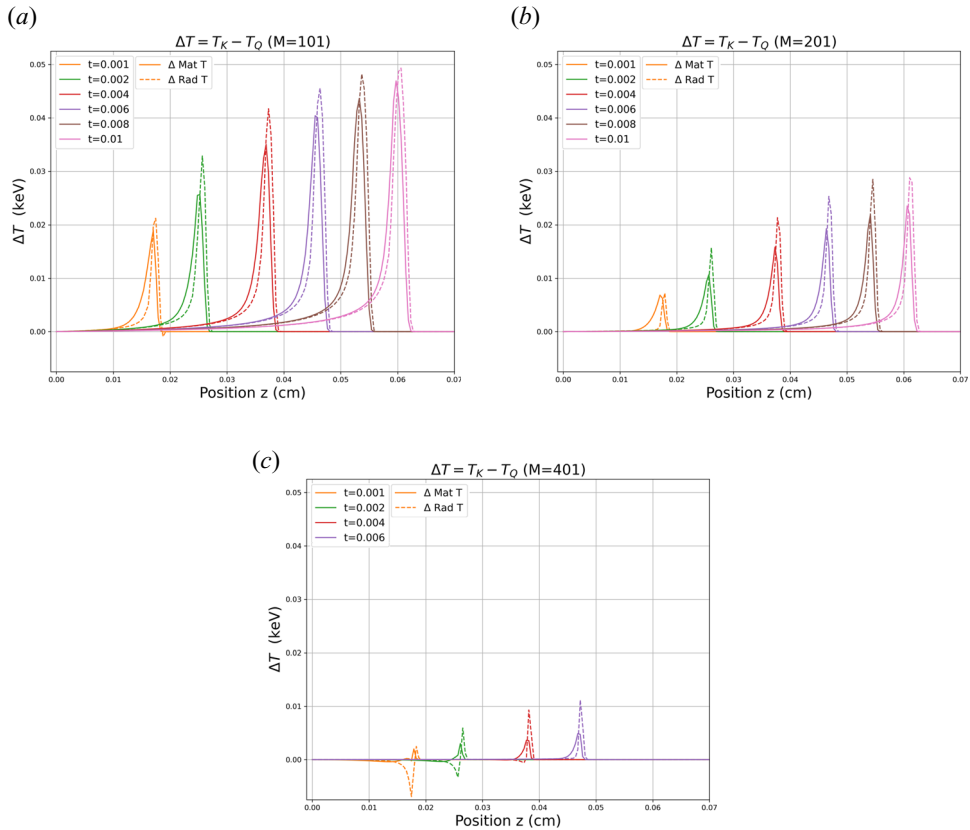 (a)
ΔT = T_K − T_Q (M=101)
t=0.001
t=0.002
t=0.004
t=0.006
t=0.008
t=0.01
Δ Mat T
Δ Rad T
0.05
0.04
0.03
0.02
0.01
0.00
ΔT (keV)
0.00 0.01 0.02 0.03 0.04 0.05 0.06 0.07
Position z (cm)
(b)
ΔT = T_K − T_Q (M=201)
t=0.001
t=0.002
t=0.004
t=0.006
t=0.008
t=0.01
Δ Mat T
Δ Rad T
0.05
0.04
0.03
0.02
0.01
0.00
ΔT (keV)
0.00 0.01 0.02 0.03 0.04 0.05 0.06 0.07
Position z (cm)
(c)
ΔT = T_K − T_Q (M=401)
t=0.001
t=0.002
t=0.004
t=0.006
Δ Mat T
Δ Rad T
0.05
0.04
0.03
0.02
0.01
0.00
ΔT (keV)
0.00 0.01 0.02 0.03 0.04 0.05 0.06 0.07
Position z (cm)